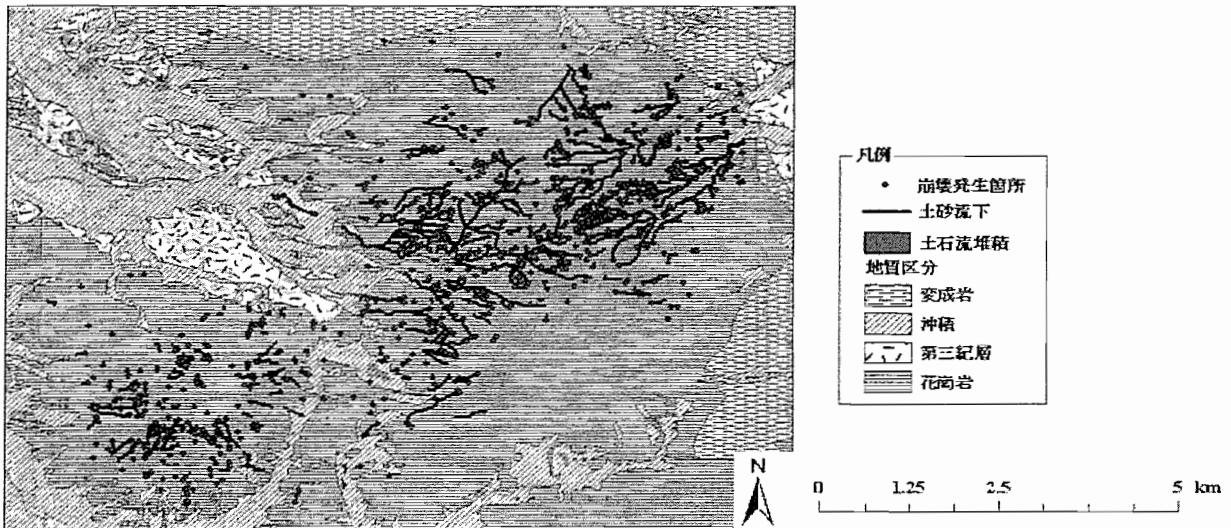 凡例
崩壊発生箇所
土砂流下
土石流堆積
地質区分
変成岩
沖積
第三紀層
花崗岩
N
0 1.25 2.5 5 km